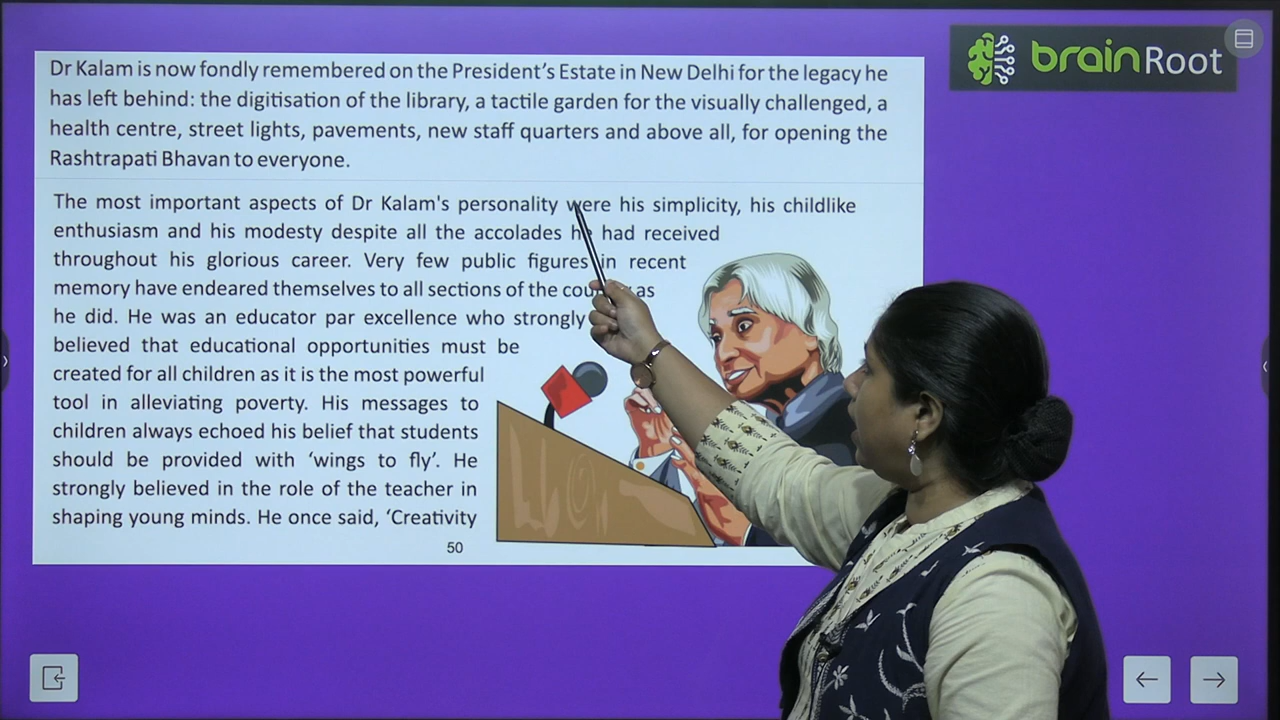 brainRoot
Dr Kalam is now fondly remembered on the President's Estate in New Delhi for the legacy he
has left behind: the digitisation of the library, a tactile garden for the visually challenged, a
health centre, street lights, pavements, new staff quarters and above all, for opening the
Rashtrapati Bhavan to everyone.
The most important aspects of Dr Kalam's personality were his simplicity, his childlike
enthusiasm and his modesty despite all the accolades he had received
throughout his glorious career. Very few public figures in recent
memory have endeared themselves to all sections of the country as
he did. He was an educator par excellence who strongly
believed that educational opportunities must be
created for all children as it is the most powerful
tool in alleviating poverty. His messages to
children always echoed his belief that students
should be provided with 'wings to fly'. He
strongly believed in the role of the teacher in
shaping young minds. He once said, 'Creativity
50